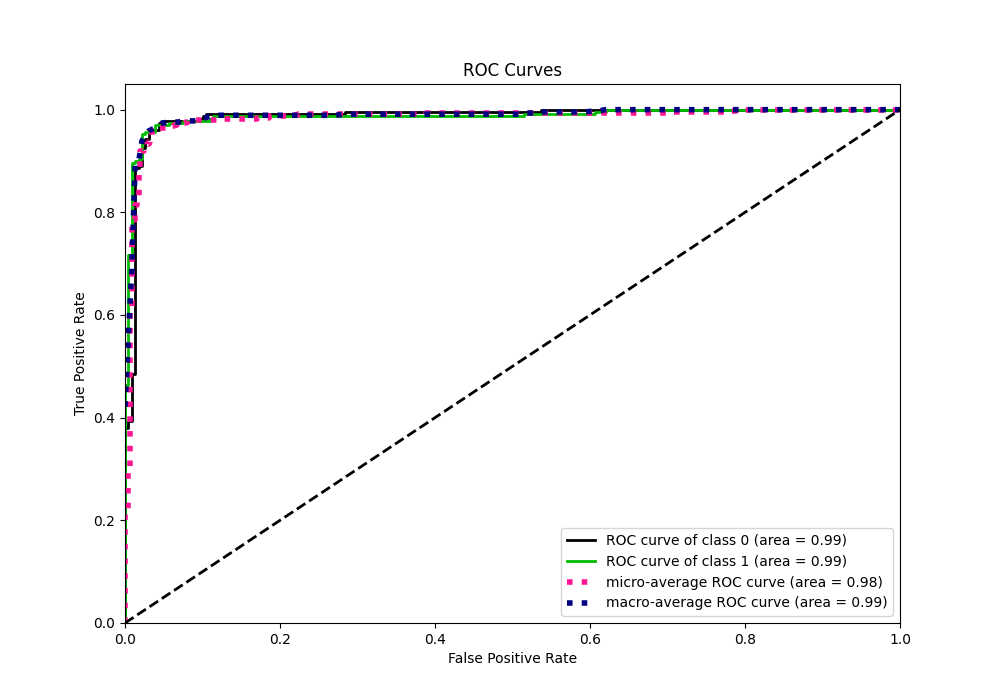 ROC Curves
1.0
0.8
0.6
0.4
0.2
0.0
True Positive Rate
0.0 0.2 0.4 0.6 0.8 1.0
False Positive Rate
ROC curve of class 0 (area = 0.99)
ROC curve of class 1 (area = 0.99)
micro-average ROC curve (area = 0.98)
macro-average ROC curve (area = 0.99)